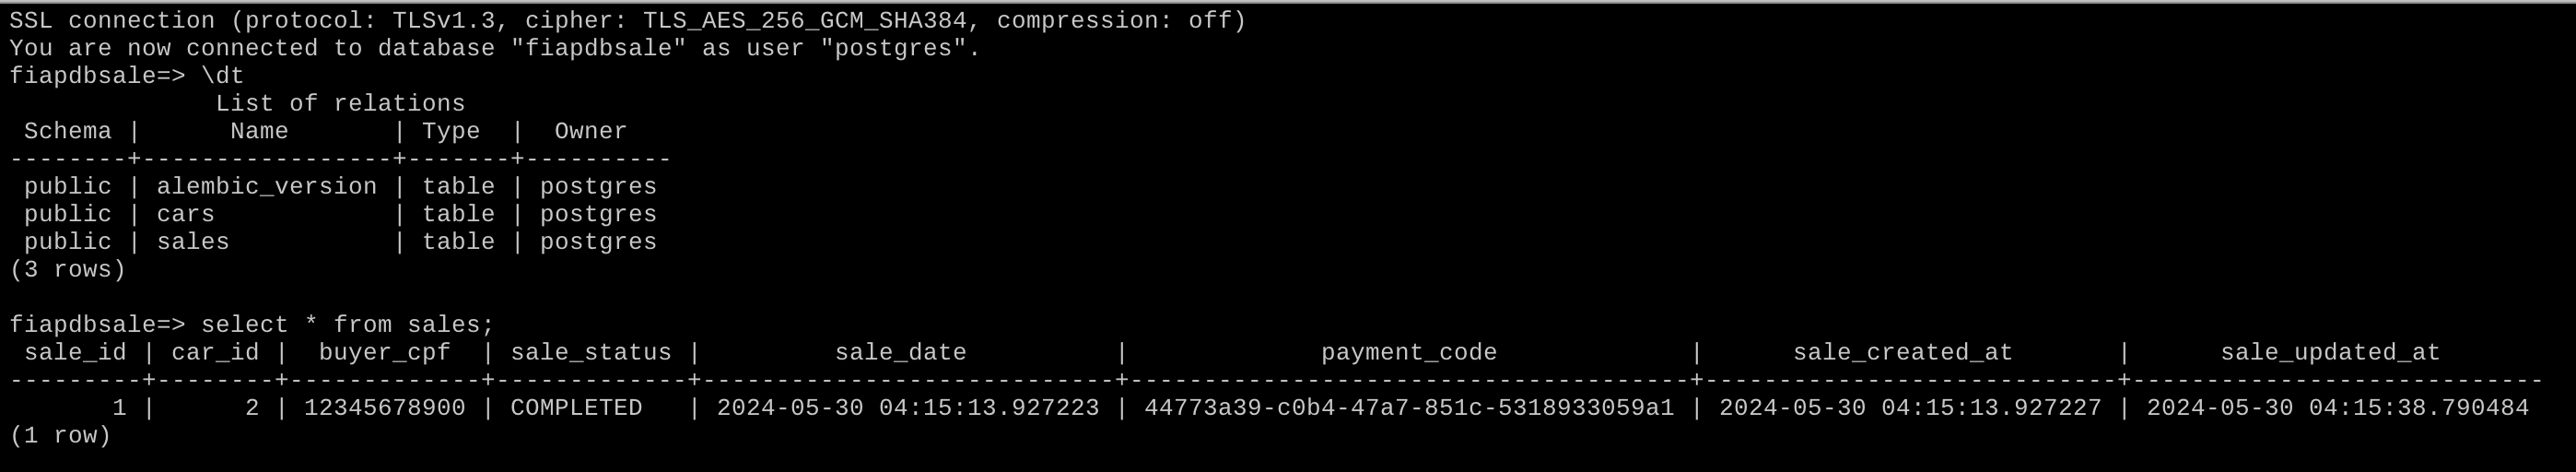 SSL connection (protocol: TLSv1.3, cipher: TLS_AES_256_GCM_SHA384, compression: off)
You are now connected to database "fiapdbsale" as user "postgres".
fiapdbsale=> \dt
              List of relations
 Schema |      Name       | Type  |  Owner
--------+-----------------+-------+----------
 public | alembic_version | table | postgres
 public | cars            | table | postgres
 public | sales           | table | postgres
(3 rows)

fiapdbsale=> select * from sales;
 sale_id | car_id |  buyer_cpf  | sale_status |         sale_date          |             payment_code             |      sale_created_at       |      sale_updated_at
---------+--------+-------------+-------------+----------------------------+--------------------------------------+----------------------------+----------------------------
       1 |      2 | 12345678900 | COMPLETED   | 2024-05-30 04:15:13.927223 | 44773a39-c0b4-47a7-851c-5318933059a1 | 2024-05-30 04:15:13.927227 | 2024-05-30 04:15:38.790484
(1 row)